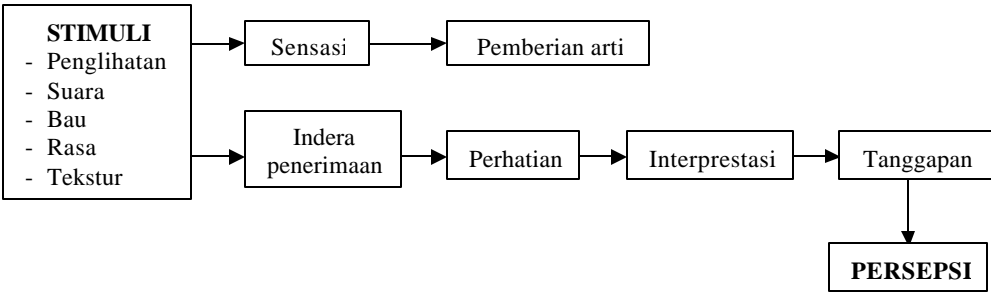 STIMULI
- Penglihatan
- Suara
- Bau
- Rasa
- Tekstur
Sensasi
Pemberian arti
Indera
penerimaan
Perhatian
Interprestasi
Tanggapan
PERSEPSI